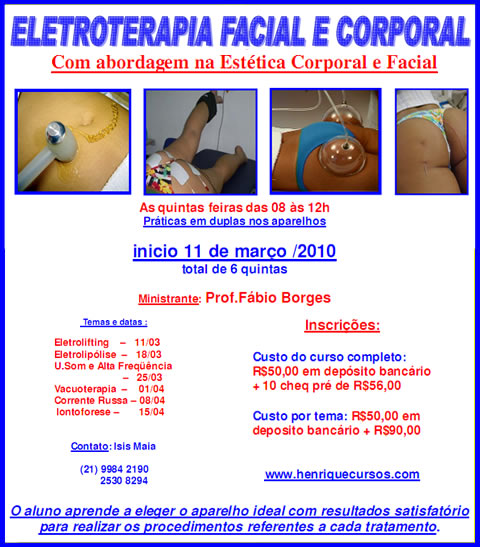 ELETROTERAPIA FACIAL E CORPORAL
Com abordagem na Estética Corporal e Facial
As quintas feiras das 08 às 12h
Práticas em duplas nos aparelhos
inicio 11 de março /2010
total de 6 quintas
Ministrante: Prof.Fábio Borges
Temas e datas :
Eletrolifting – 11/03
Eletrolipólise – 18/03
U.Som e Alta Freqüência
– 25/03
Vacuoterapia – 01/04
Corrente Russa – 08/04
Iontoforese – 15/04
Contato: Isis Maia
(21) 9984 2190
2530 8294
Inscrições:
Custo do curso completo:
R$50,00 em depósito bancário
+ 10 cheq pré de R$56,00
Custo por tema: R$50,00 em
deposito bancário + R$90,00
www.henriquecursos.com
O aluno aprende a eleger o aparelho ideal com resultados satisfatório
para realizar os procedimentos referentes a cada tratamento.